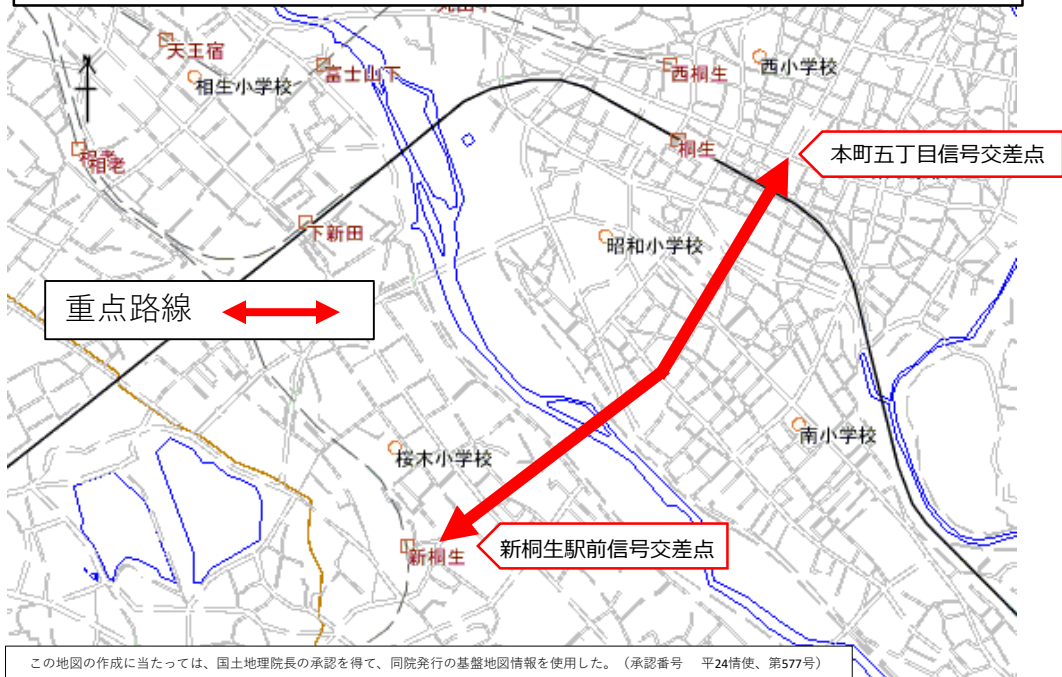 天王宿
相生小学校
富士山下
西桐生
西小学校
相老
桐生
本町五丁目信号交差点
下新田
昭和小学校
重点路線
桜木小学校
南小学校
新桐生
新桐生駅前信号交差点
この地図の作成に当たっては、国土地理院長の承認を得て、同院発行の基盤地図情報を使用した。（承認番号　平24情使、第577号）